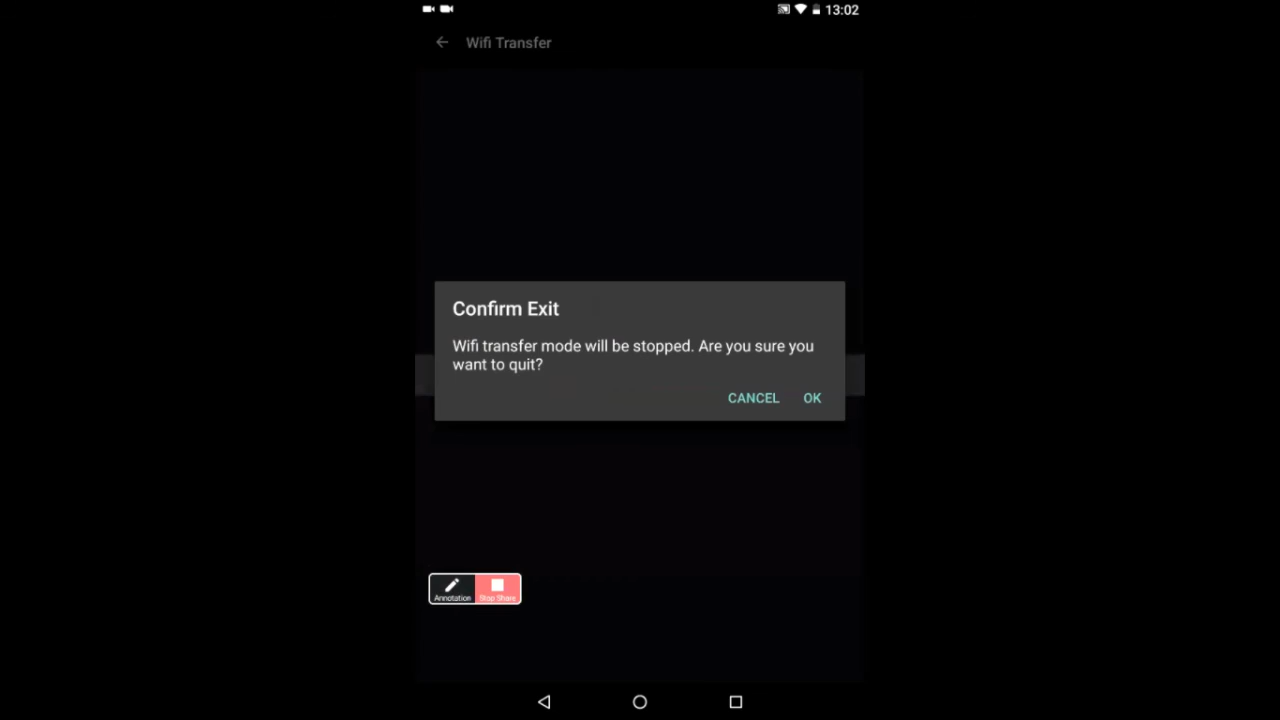 13:02
Wifi Transfer
Confirm Exit
Wifi transfer mode will be stopped. Are you sure you
want to quit?
CANCEL OK
Annotation Stop Share